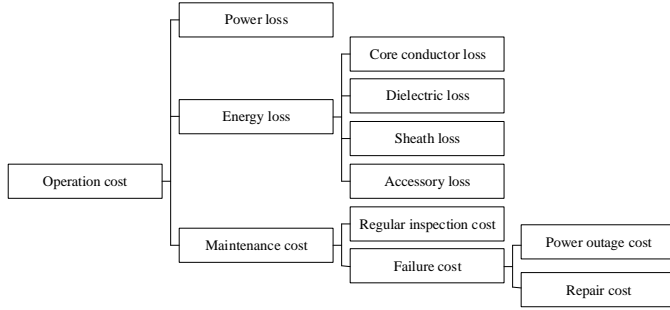 Power loss
Core conductor loss
Dielectric loss
Energy loss
Sheath loss
Operation cost
Accessory loss
Regular inspection cost
Maintenance cost
Power outage cost
Failure cost
Repair cost